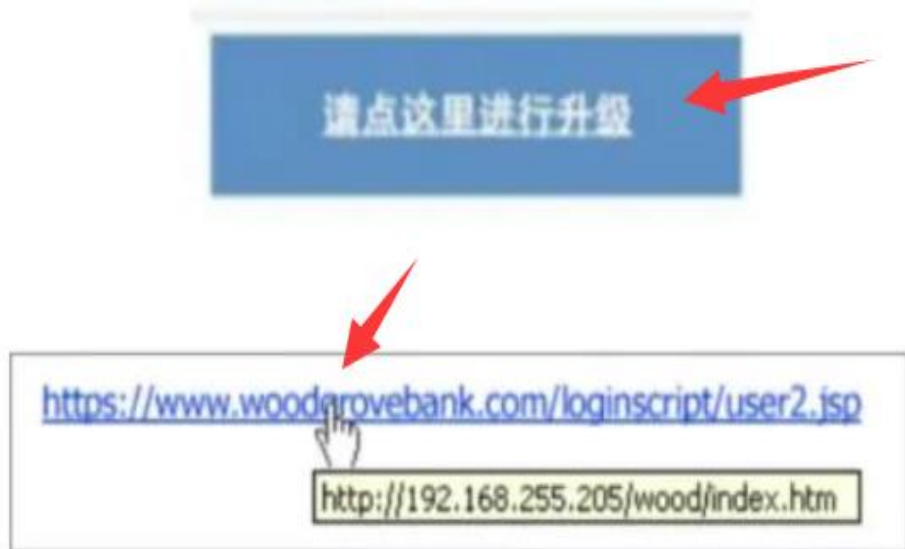 请点这里进行升级
https://www.woodgrovebank.com/loginscript/user2.jsp
http://192.168.255.205/wood/index.htm